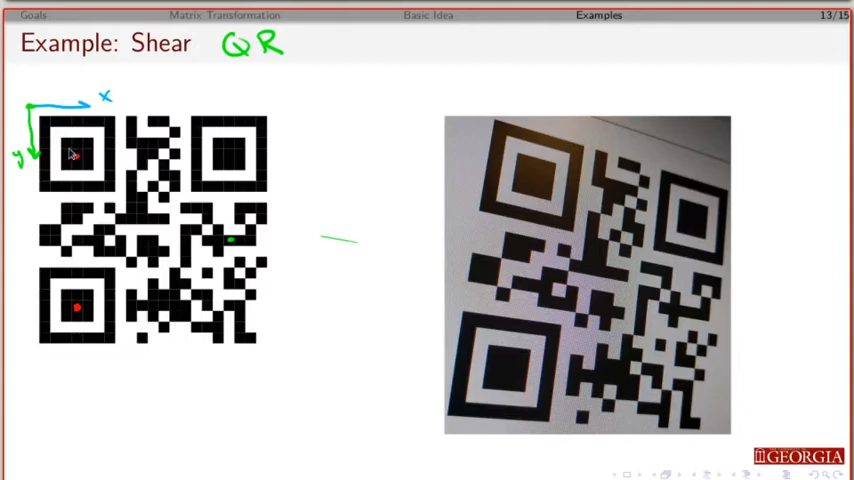 Goals Matrix Transformation Basic Idea Examples 13/15
Example: Shear QR
x
y
GEORGIA